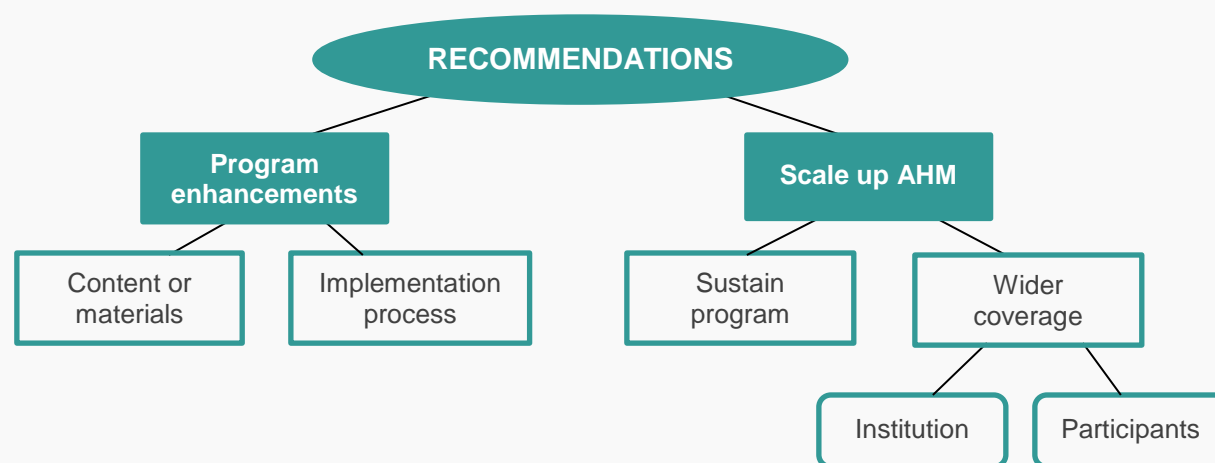 RECOMMENDATIONS
Program
enhancements
Scale up AHM
Content or
materials
Implementation
process
Sustain
program
Wider
coverage
Institution
Participants